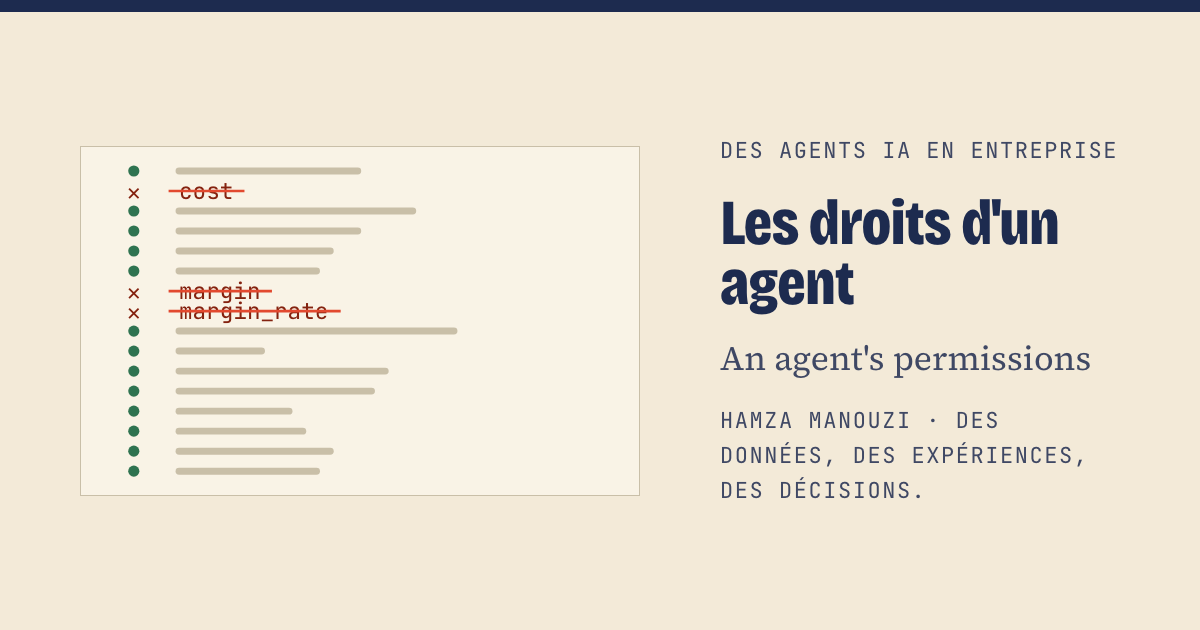 × cost
× margin
× margin_rate
DES AGENTS IA EN ENTREPRISE
Les droits d'un
agent
An agent's permissions
HAMZA MANOUZI · DES
DONNÉES, DES EXPÉRIENCES,
DES DÉCISIONS.